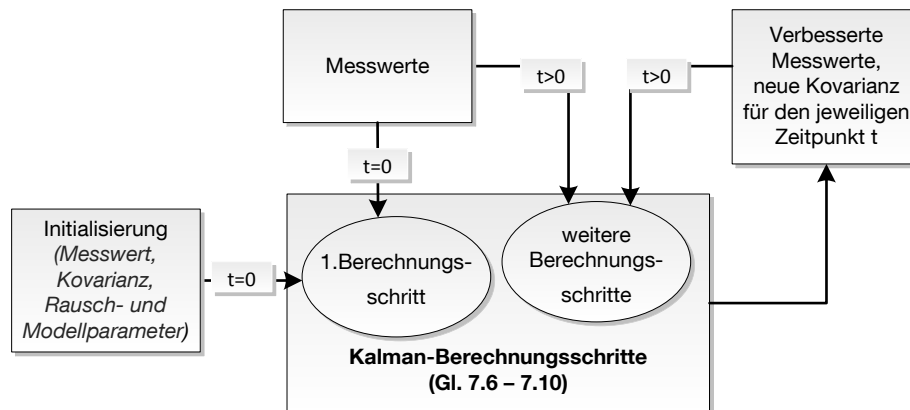 Messwerte
Verbesserte
Messwerte,
neue Kovarianz
für den jeweiligen
Zeitpunkt t
t>0
t>0
t=0
Initialisierung
(Messwert,
Kovarianz,
Rausch- und
Modellparameter)
t=0
1.Berechnungs-
schritt
weitere
Berechnungs-
schritte
Kalman-Berechnungsschritte
(Gl. 7.6 – 7.10)